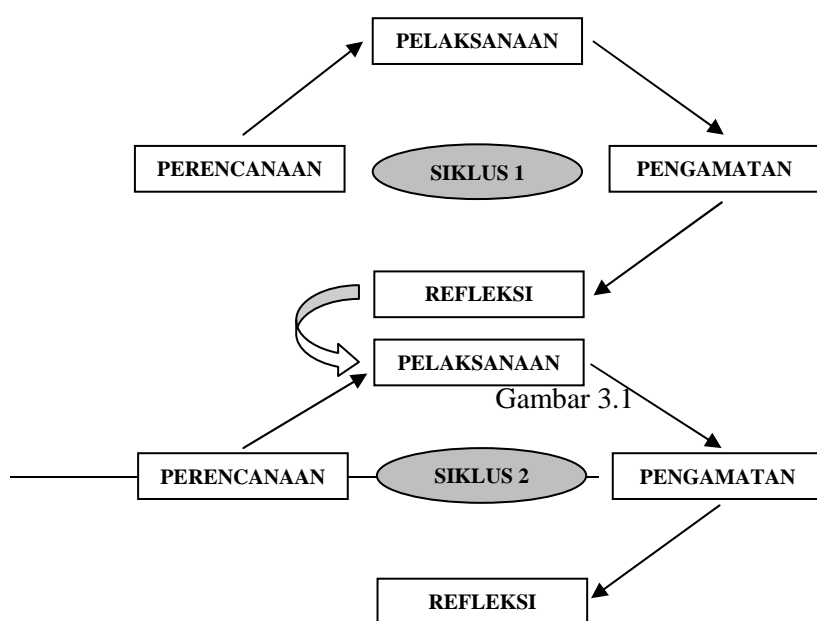 PELAKSANAAN
PERENCANAAN
SIKLUS 1
PENGAMATAN
REFLEKSI
PELAKSANAAN
Gambar 3.1
PERENCANAAN
SIKLUS 2
PENGAMATAN
REFLEKSI